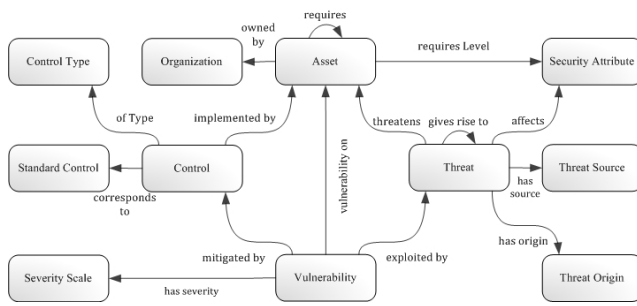 requires
owned
by
requires Level
Control Type
Organization
Asset
Security Attribute
of Type
implemented by
threatens
gives rise to
affects
vulnerability on
Standard Control
Control
Threat
Threat Source
corresponds
to
has
source
mitigated by
exploited by
has origin
Severity Scale
has severity
Vulnerability
Threat Origin